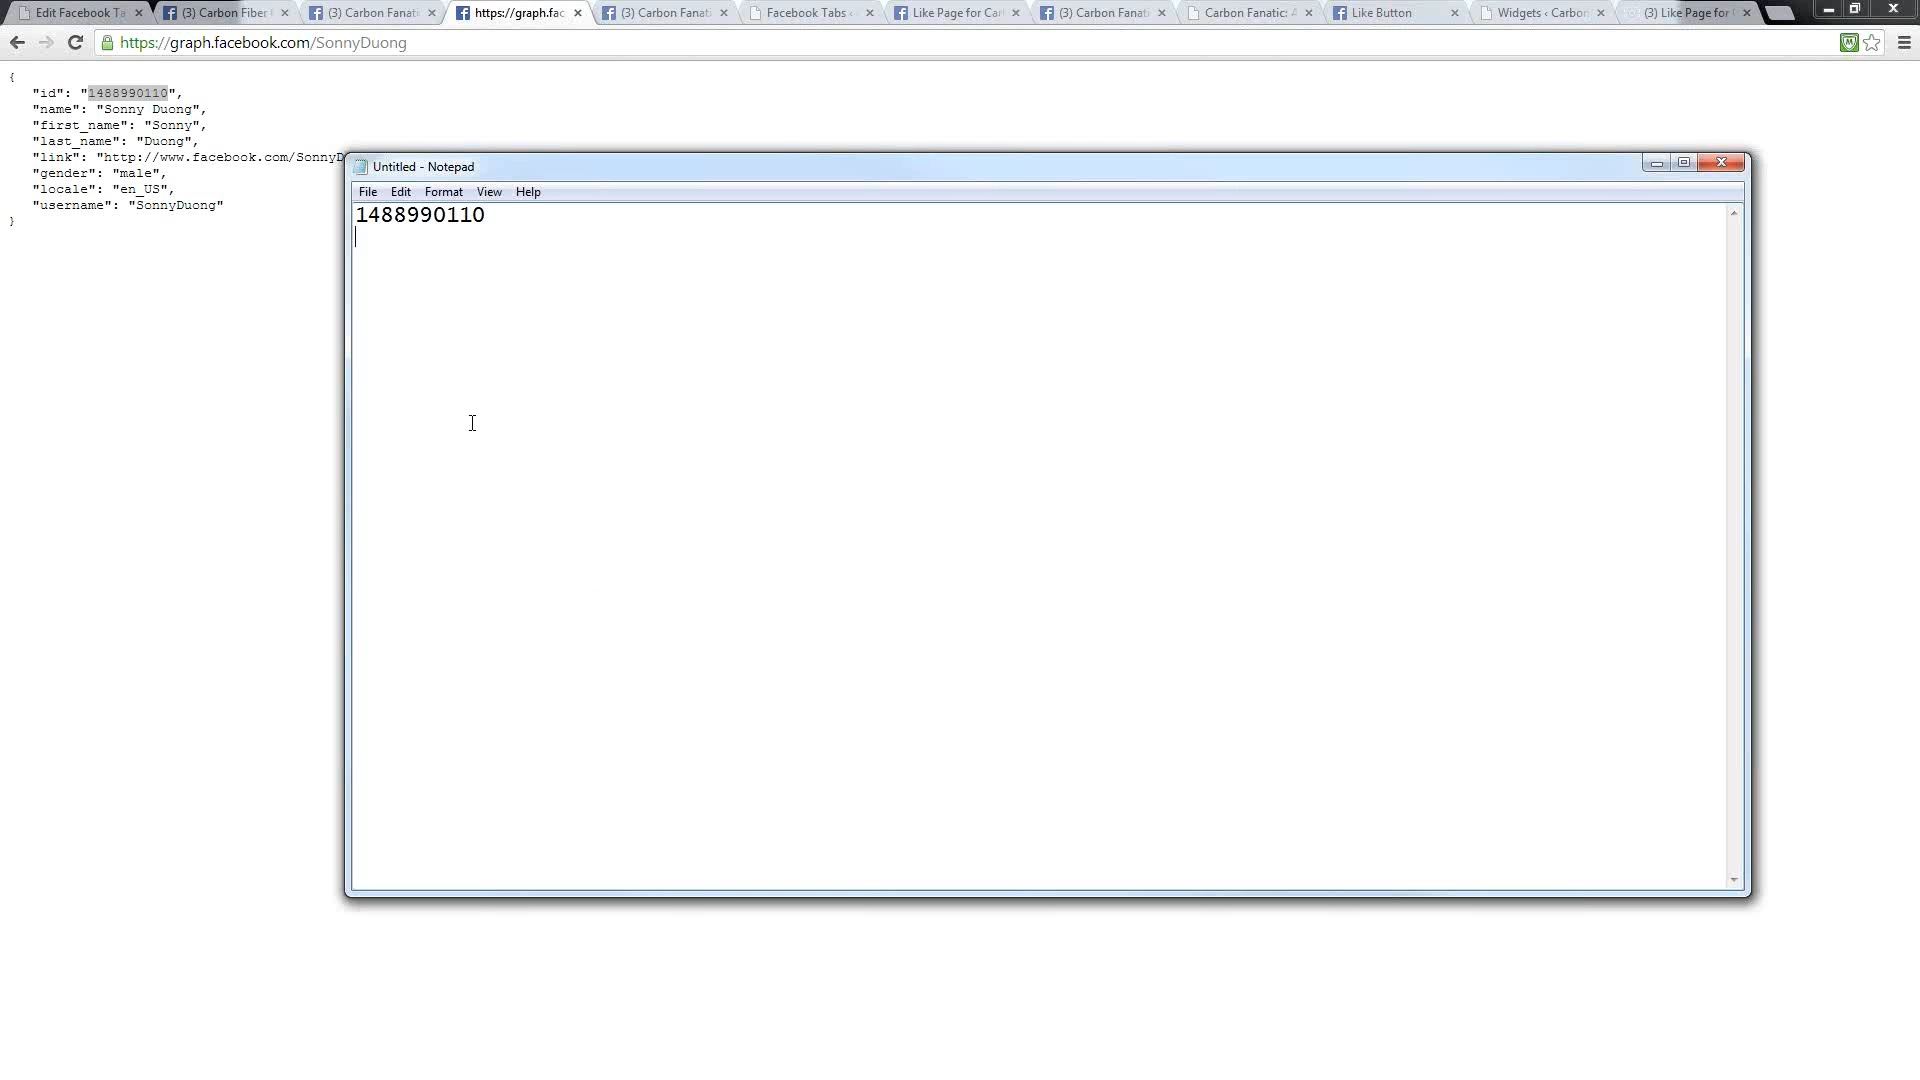 Edit Facebook Ta
(3) Carbon Fiber
(3) Carbon Fanati
https://graph.fac
(3) Carbon Fanati
Facebook Tabs ‹
Like Page for Car
(3) Carbon Fanati
Carbon Fanatic: A
Like Button
Widgets ‹ Carbon
(3) Like Page for
https://graph.facebook.com/SonnyDuong
{
"id": "1488990110",
"name": "Sonny Duong",
"first_name": "Sonny",
"last_name": "Duong",
"link": "http://www.facebook.com/SonnyD
"gender": "male",
"locale": "en_US",
"username": "SonnyDuong"
}
Untitled - Notepad
File Edit Format View Help
1488990110